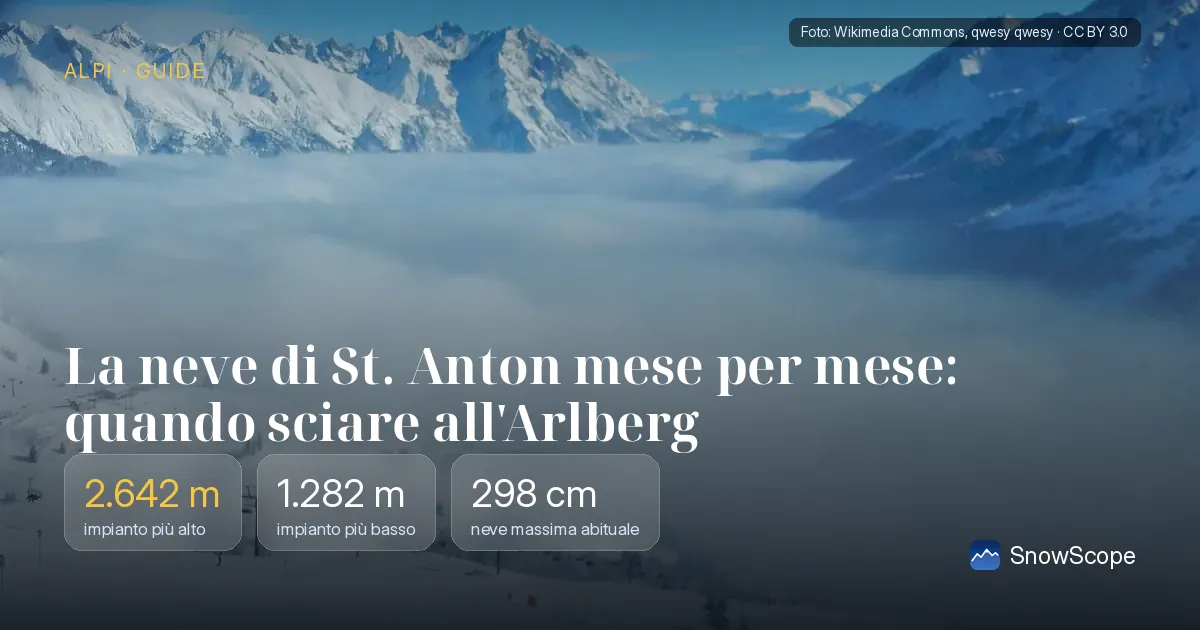 Foto: Wikimedia Commons, qwesy qwesy · CC BY 3.0
ALPI · GUIDE
La neve di St. Anton mese per mese:
quando sciare all'Arlberg
2.642 m
impianto più alto
1.282 m
impianto più basso
298 cm
neve massima abituale
SnowScope